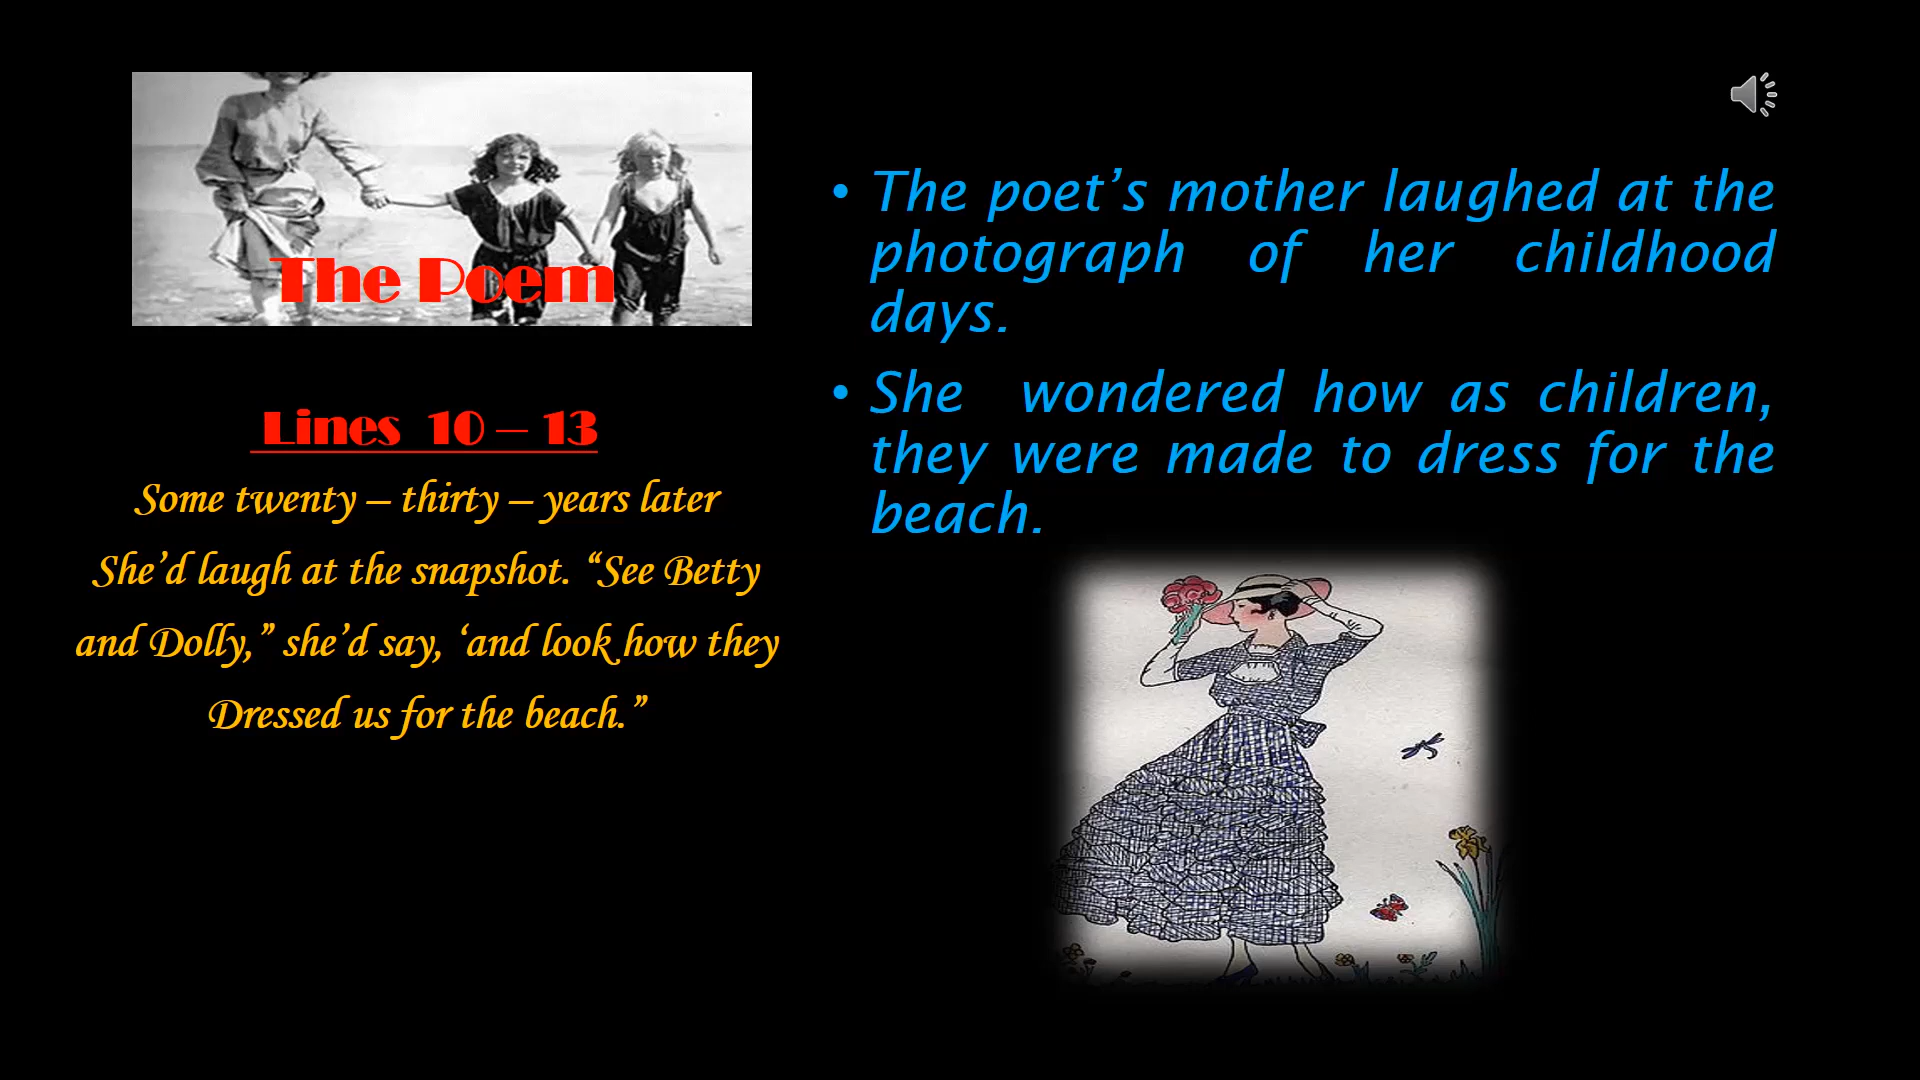 The Poem
Lines 10 – 13
Some twenty – thirty – years later
She’d laugh at the snapshot. “See Betty
and Dolly,” she’d say, ‘and look how they
Dressed us for the beach.”
• The poet’s mother laughed at the
photograph of her childhood
days.
• She wondered how as children,
they were made to dress for the
beach.